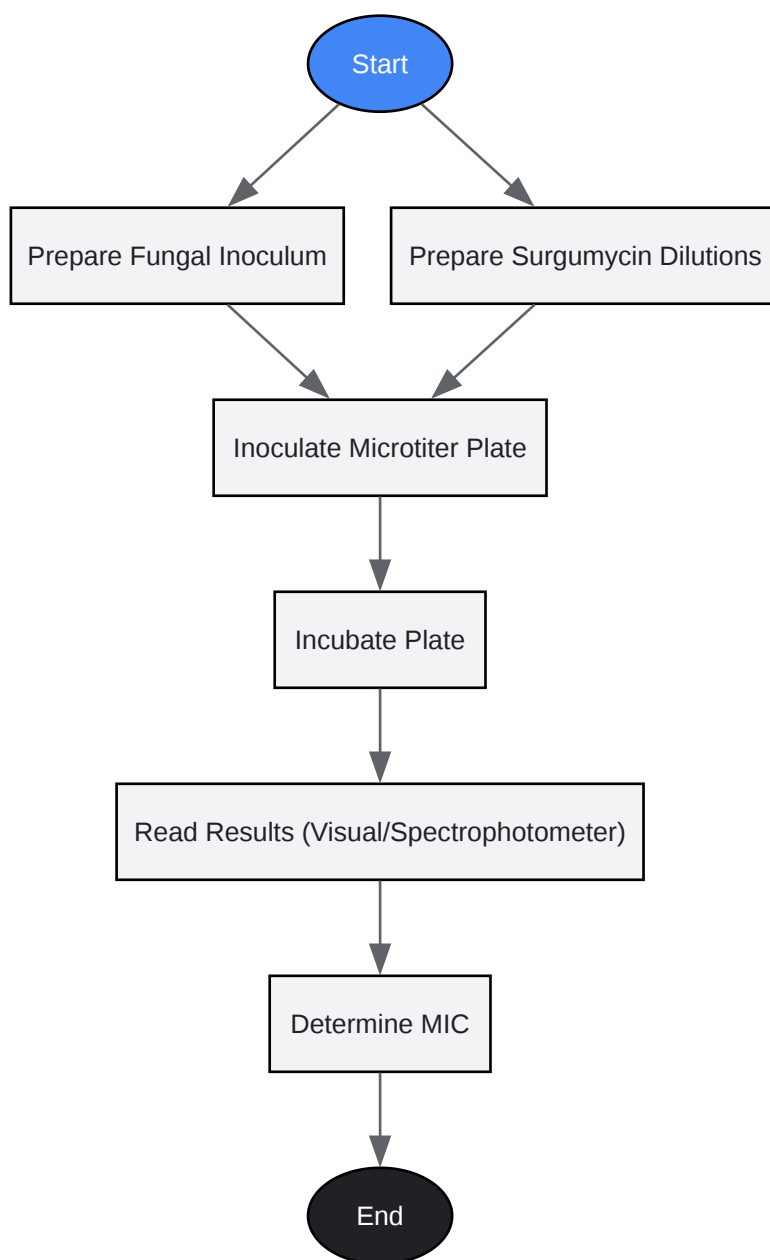 Start
Prepare Fungal Inoculum
Prepare Surgumycin Dilutions
Inoculate Microtiter Plate
Incubate Plate
Read Results (Visual/Spectrophotometer)
Determine MIC
End